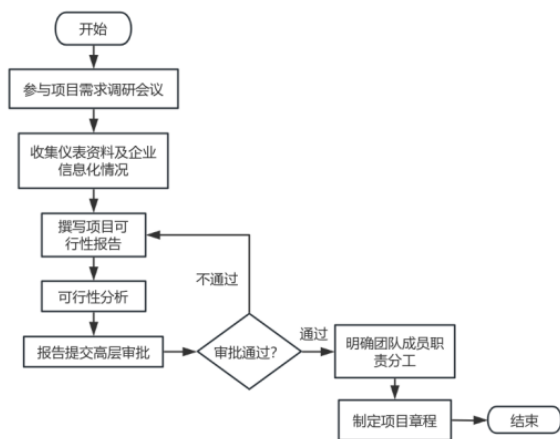 开始
参与项目需求调研会议
收集仪表资料及企业
信息化情况
撰写项目可
行性报告
不通过
可行性分析
报告提交高层审批
审批通过?
通过
明确团队成员职
责分工
制定项目章程
结束